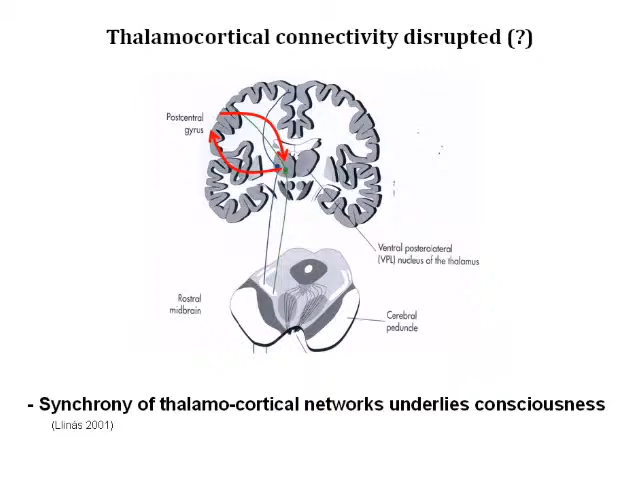 Thalamocortical connectivity disrupted (?)
Postcentral
gyrus
Ventral posterolateral
(VPL) nucleus of the thalamus
Rostral
midbrain
Cerebral
peduncle
- Synchrony of thalamo-cortical networks underlies consciousness
(Llinás 2001)